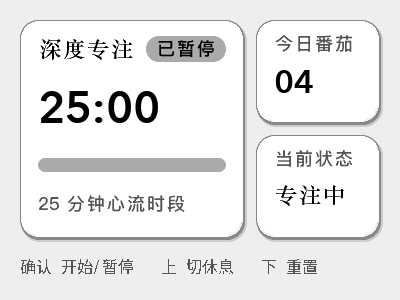 深度专注 已暂停
25:00
25 分钟心流时段
今日番茄
04
当前状态
专注中
确认 开始/暂停 上 切休息 下 重置